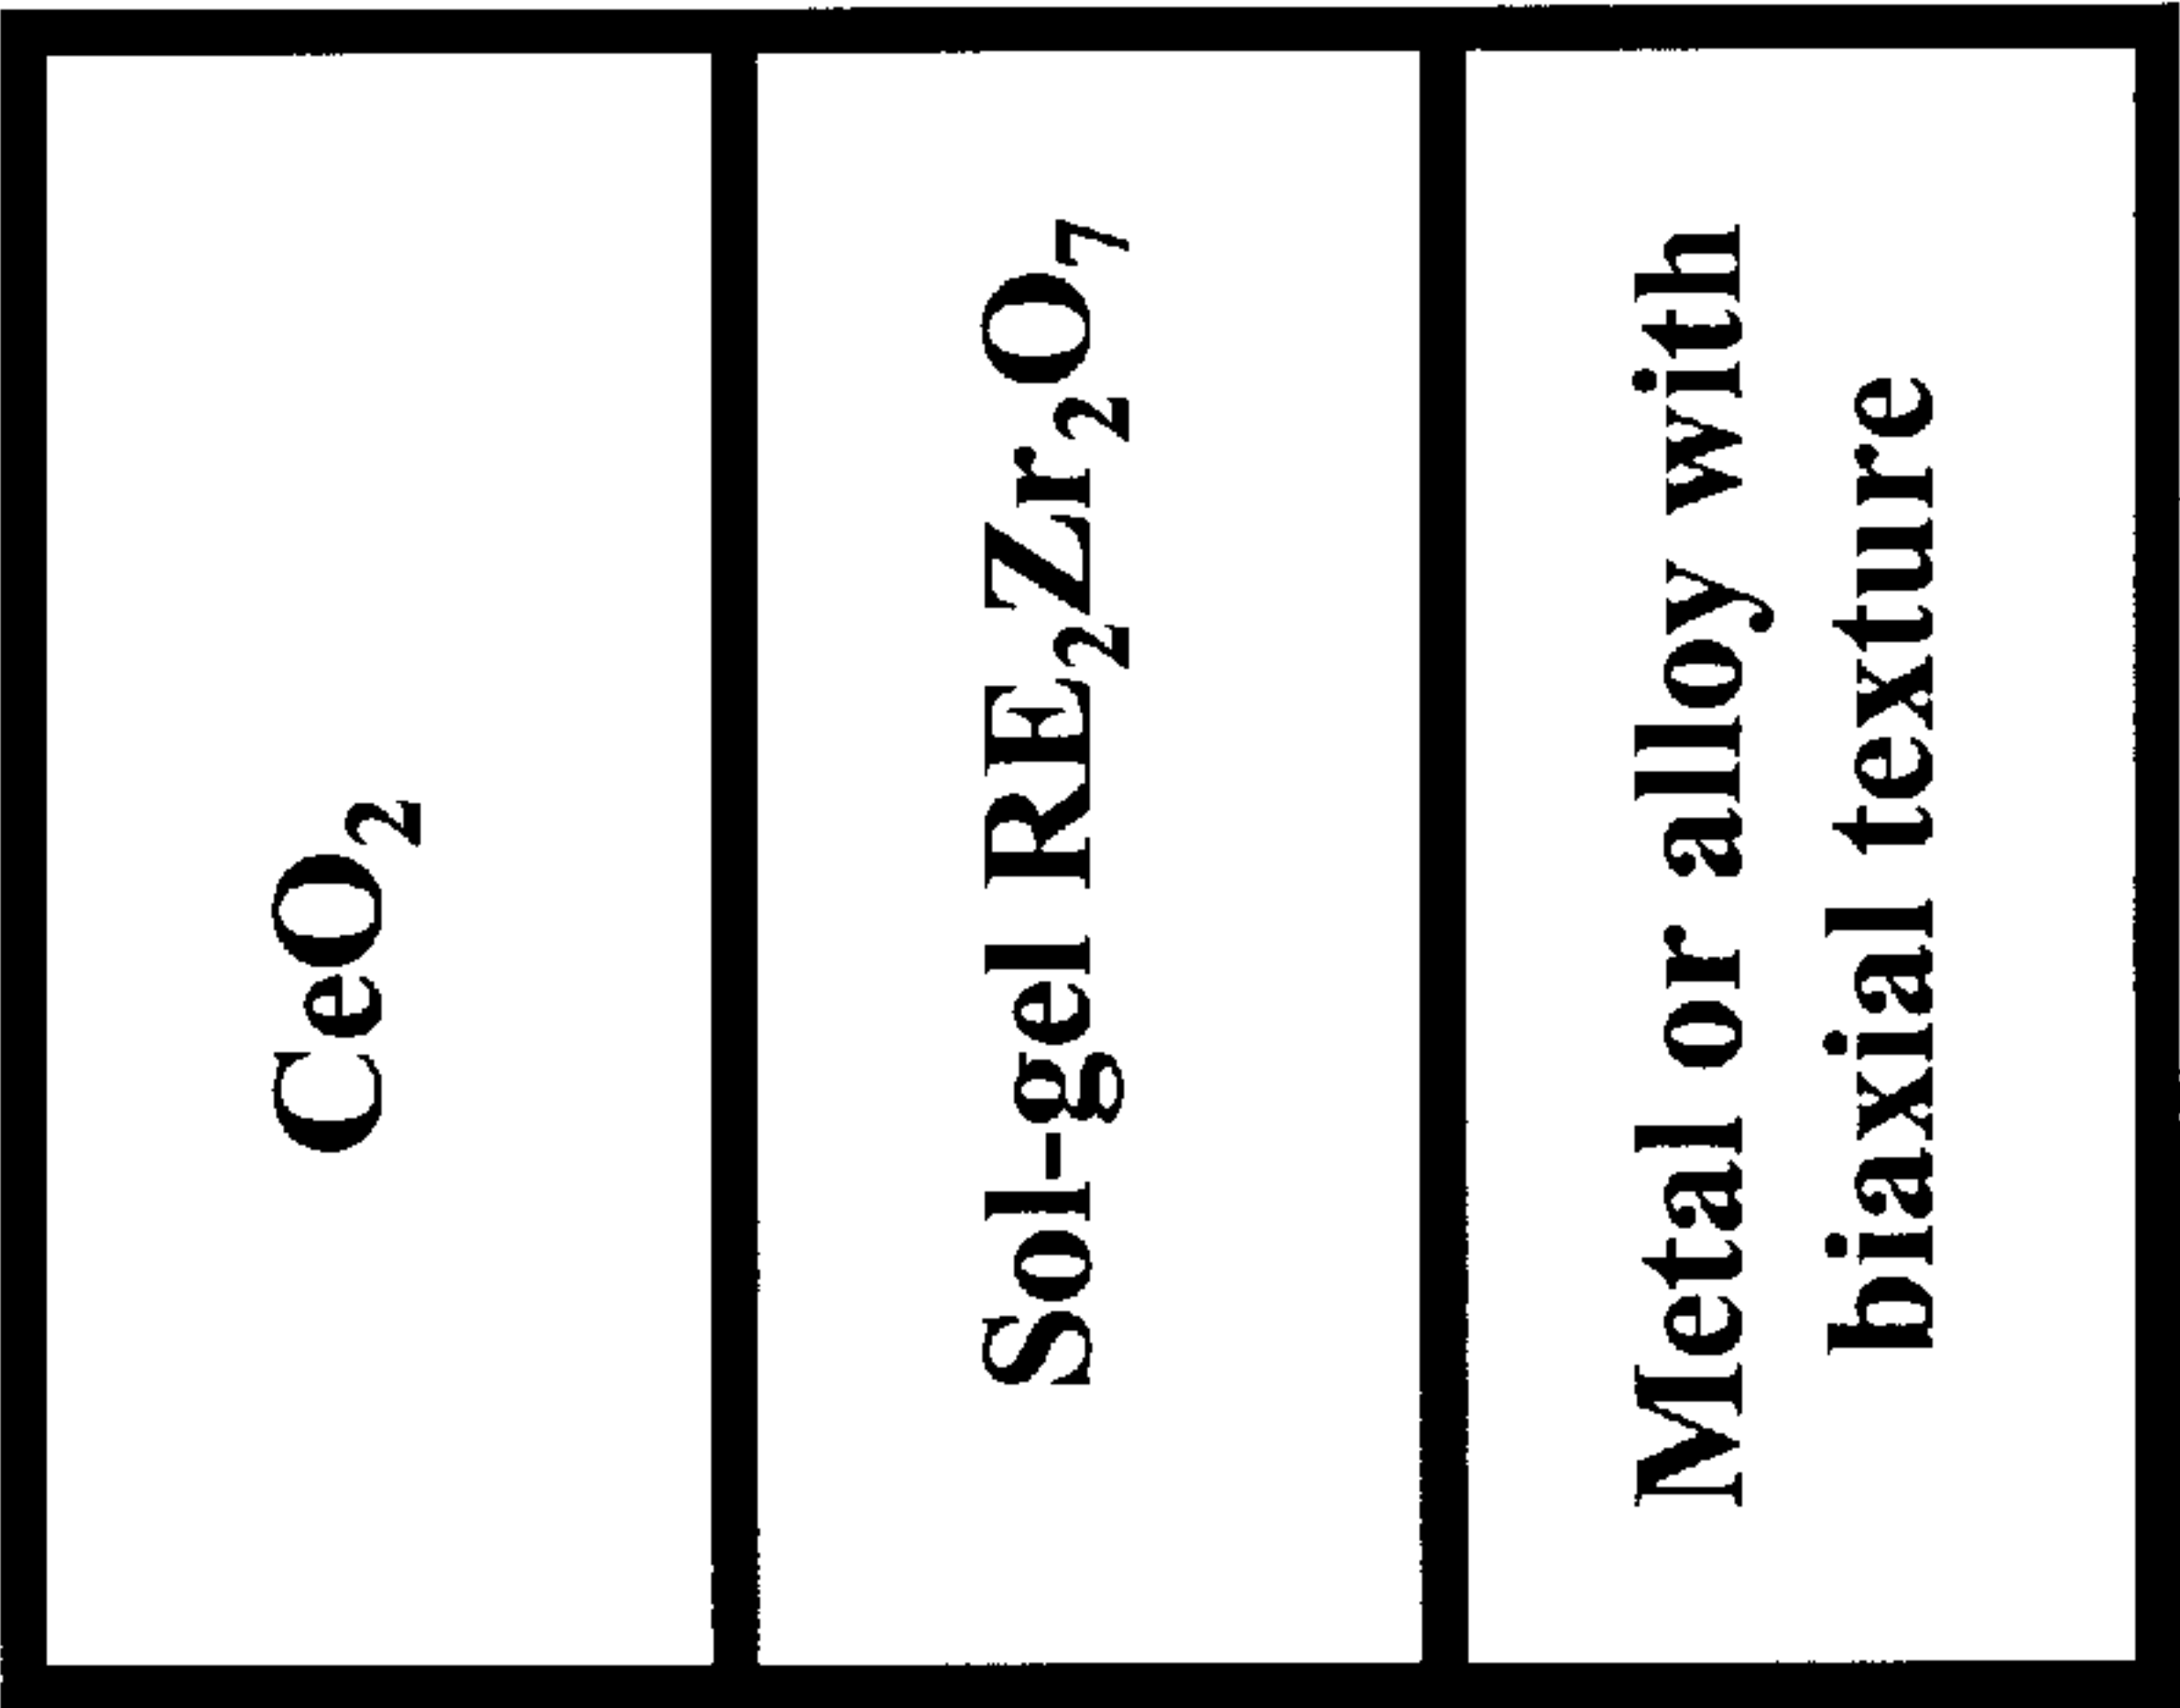 CeO₂
Sol-gel RE₂Zr₂O₇
Metal or alloy with
biaxial texture